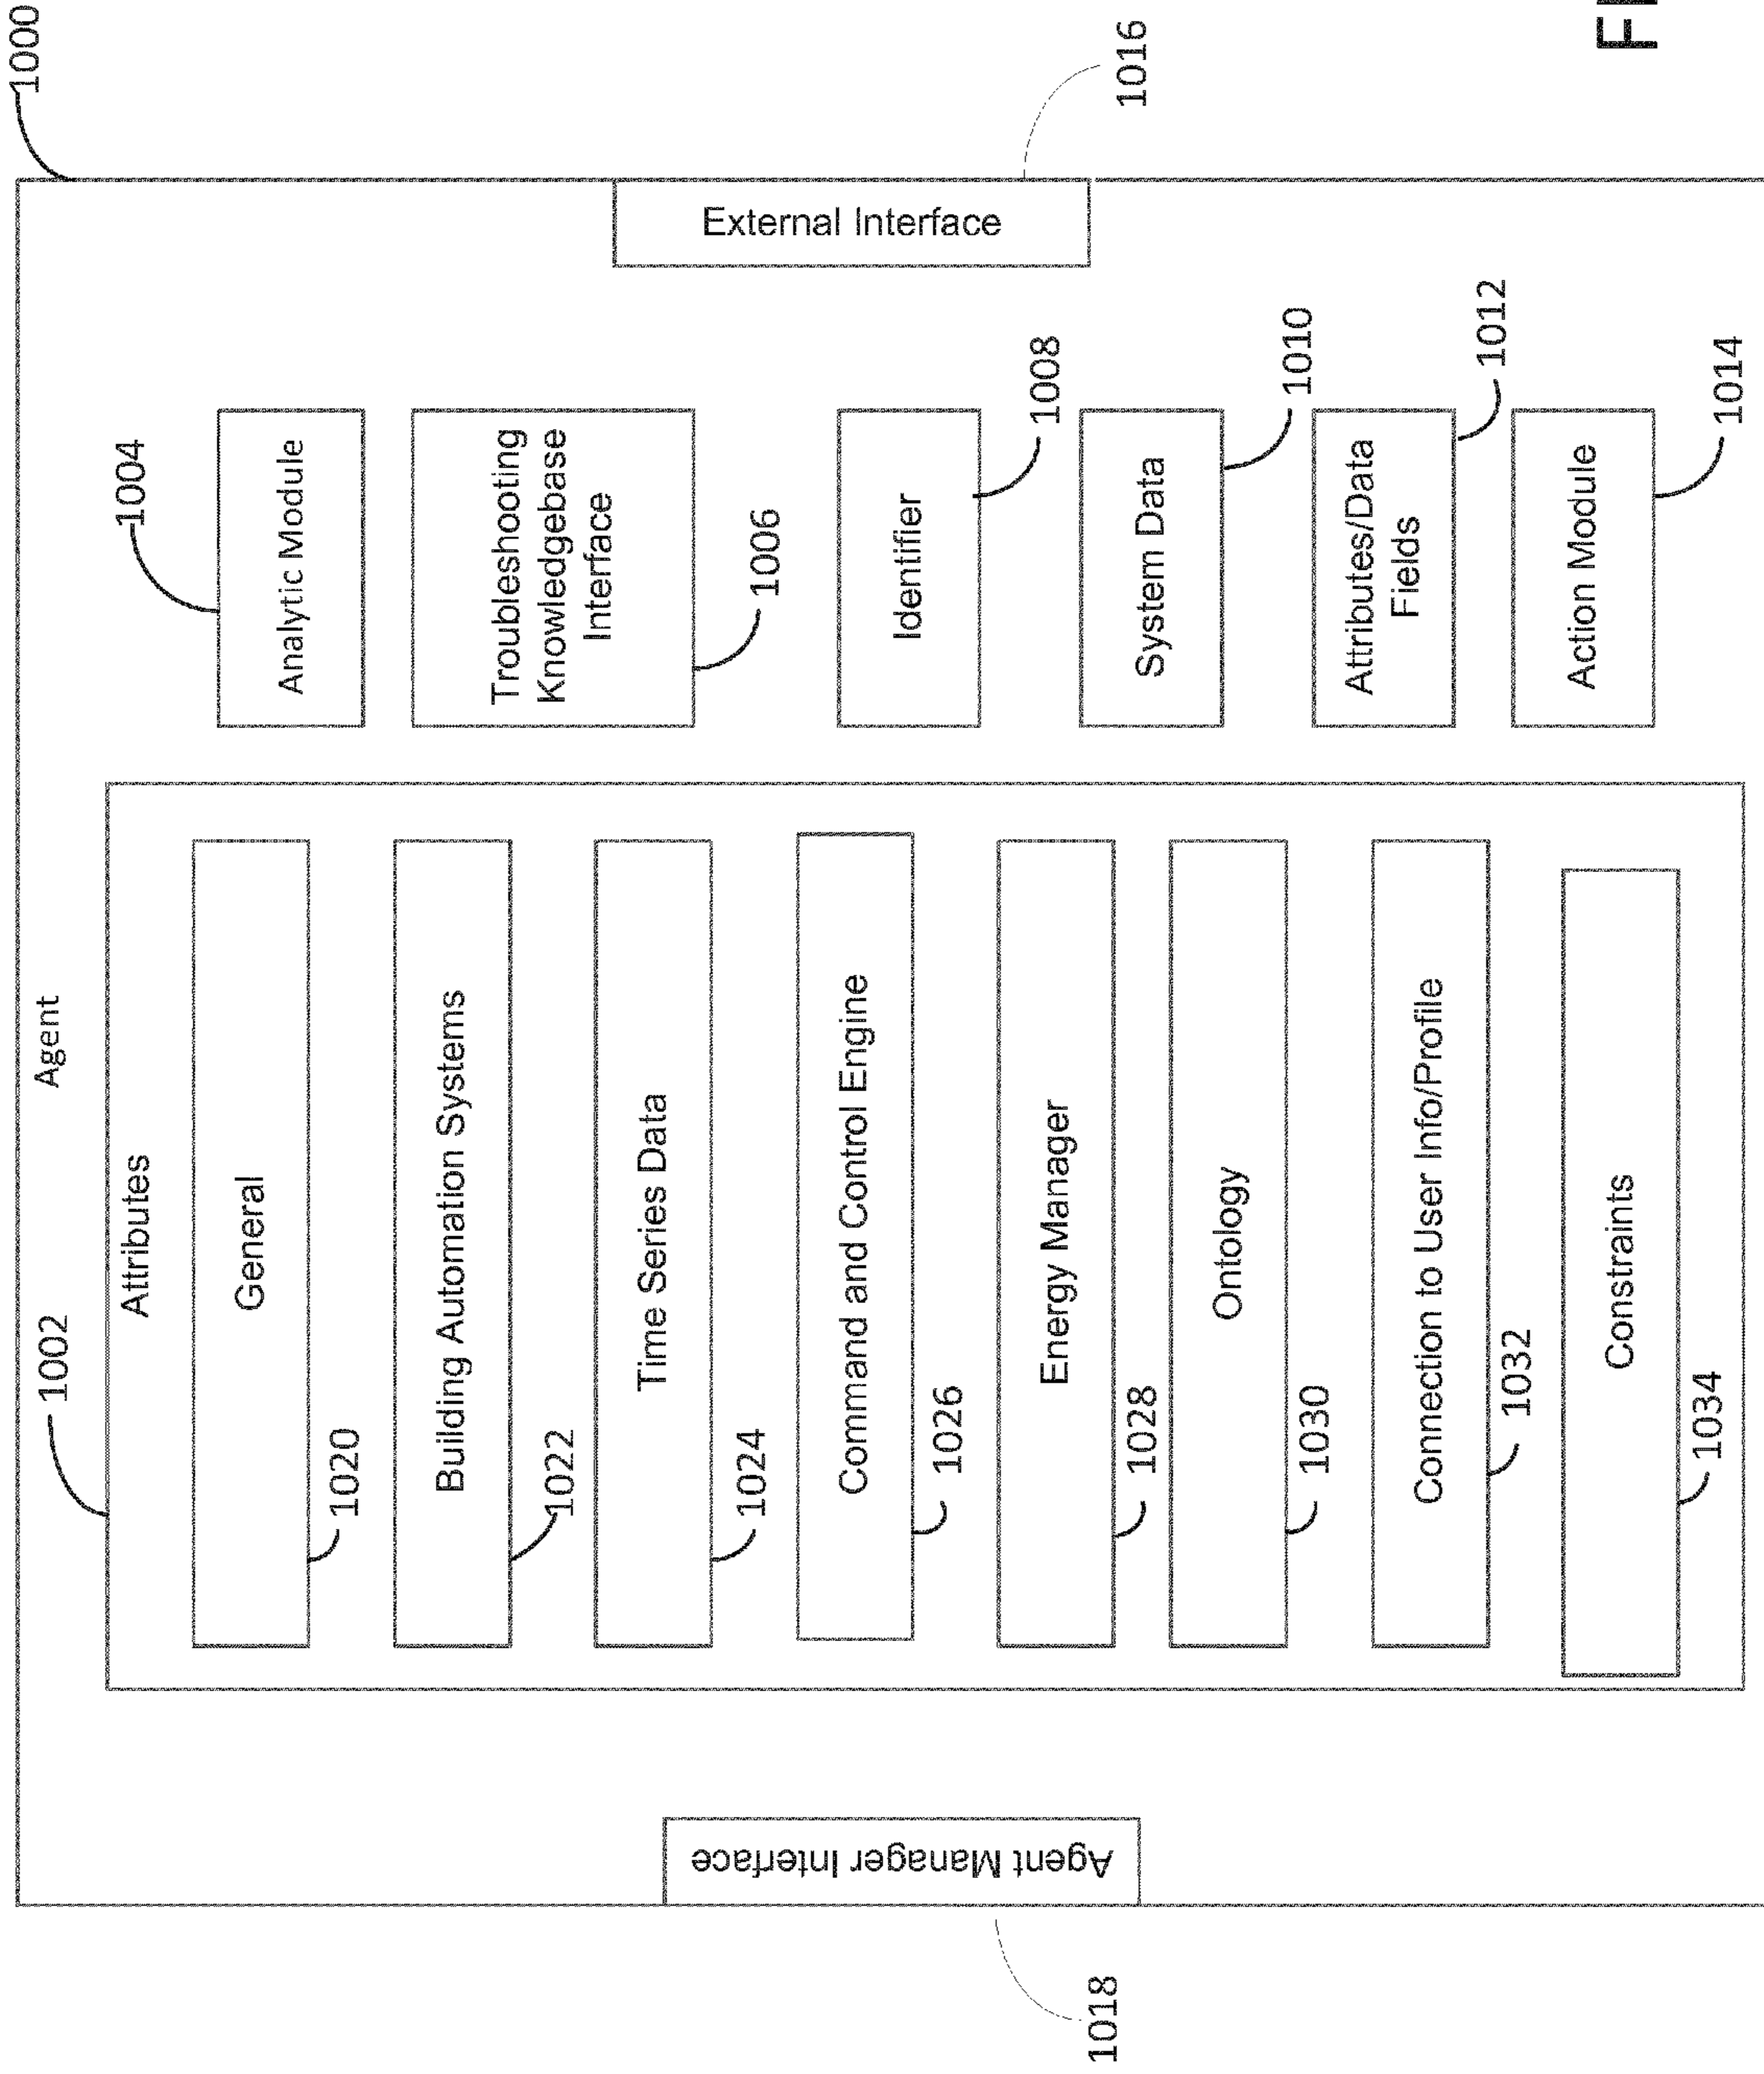 1000
Agent
1002
Attributes
General
1020
Building Automation Systems
1022
Time Series Data
1024
Command and Control Engine
1026
Energy Manager
1028
Ontology
1030
Connection to User Info/Profile
1032
Constraints
1034
1004
Analytic Module
Troubleshooting
Knowledgebase
Interface
1006
Identifier
1008
System Data
1010
Attributes/Data
Fields
1012
Action Module
1014
External Interface
1016
Agent Manager Interface
1018